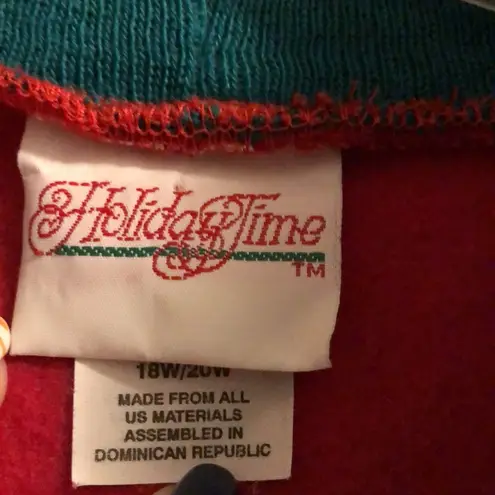 Holiday Time
TM
18W/20W
MADE FROM ALL
US MATERIALS
ASSEMBLED IN
DOMINICAN REPUBLIC